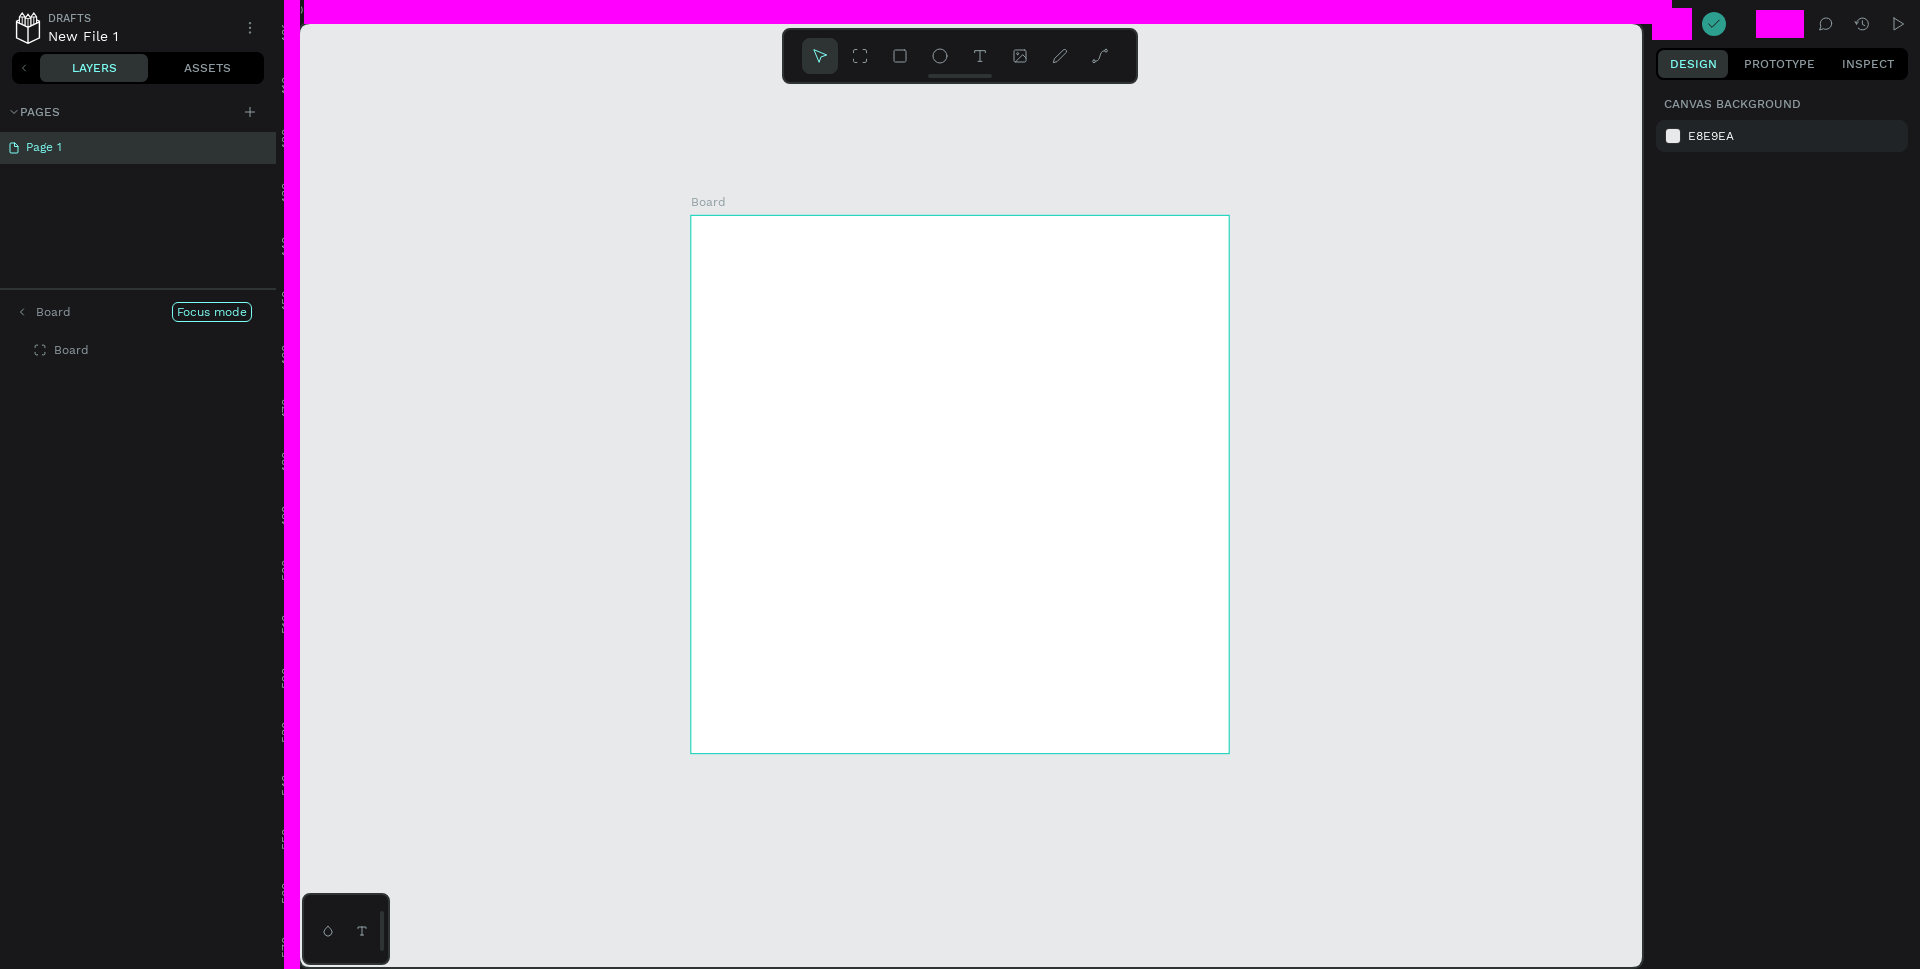 DRAFTS
New File 1
LAYERS
ASSETS
PAGES
Page 1
Board
Focus mode
Board
Board
DESIGN
PROTOTYPE
INSPECT
CANVAS BACKGROUND
E8E9EA